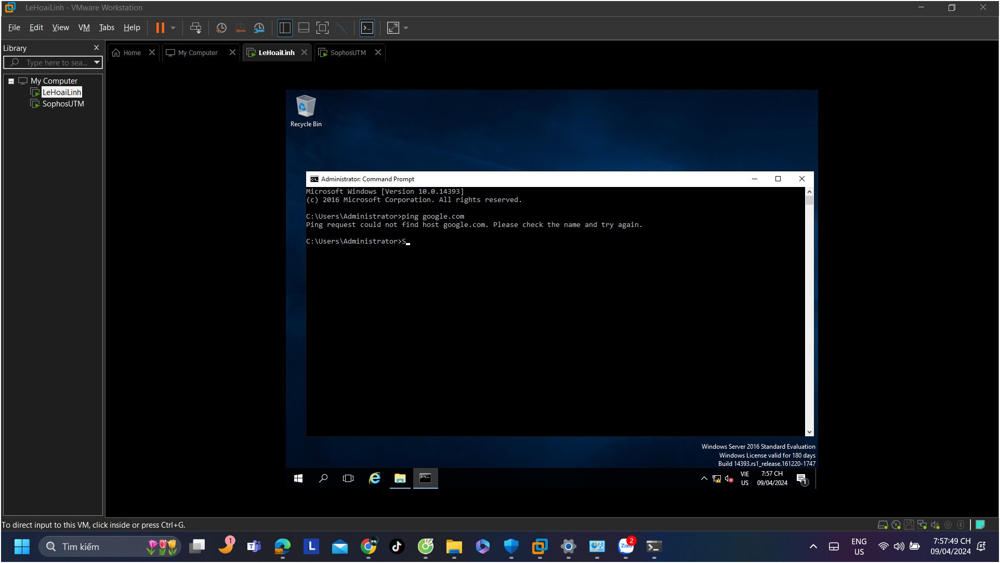 LeHoaiLinh - VMware Workstation
File Edit View VM Tabs Help
Library
Home
My Computer
LeHoaiLinh
SophosUTM
Type here to sea...
My Computer
LeHoaiLinh
SophosUTM
Recycle Bin
Administrator: Command Prompt
Microsoft Windows [Version 10.0.14393]
(c) 2016 Microsoft Corporation. All rights reserved.
C:\Users\Administrator>ping google.com
Ping request could not find host google.com. Please check the name and try again.
C:\Users\Administrator>S
Windows Server 2016 Standard Evaluation
Windows License valid for 180 days
Build 14393.rs1_release.161220-1747
VIE
US
7:57 CH
09/04/2024
1
To direct input to this VM, click inside or press Ctrl+G.
Tìm kiếm
1
L
Zalo
2
ENG
US
7:57:49 CH
09/04/2024